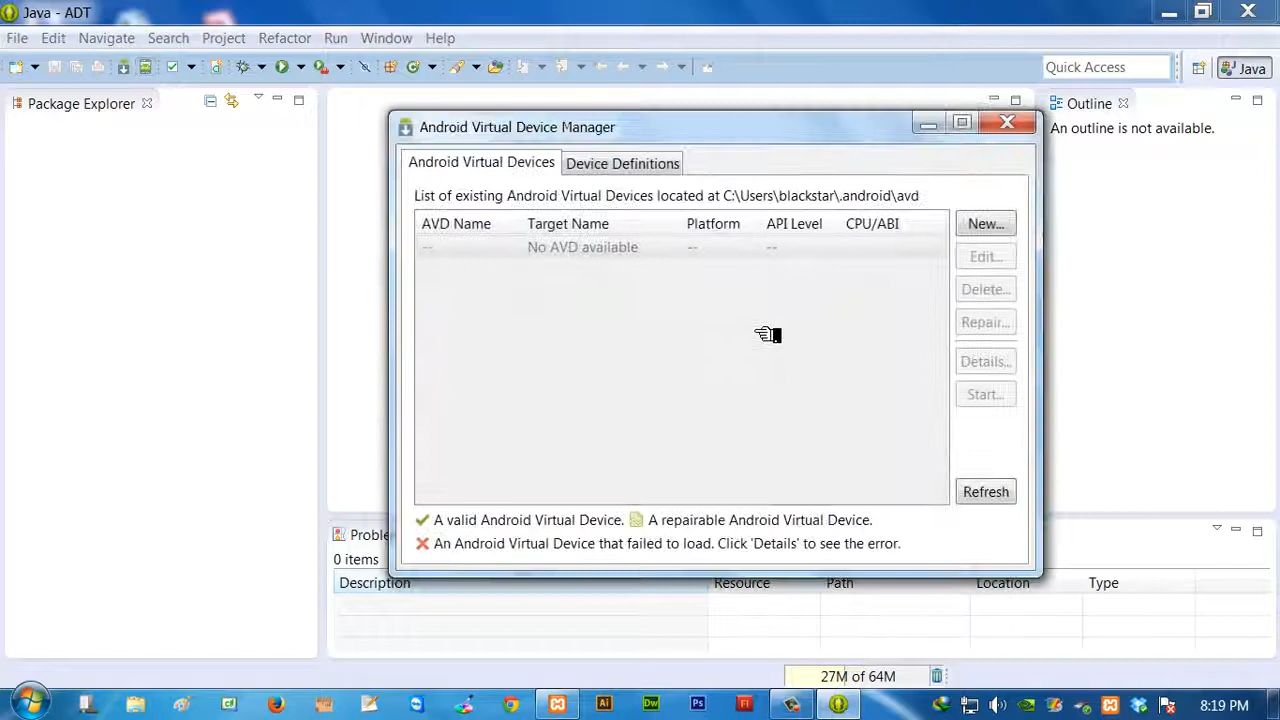 Java - ADT
File Edit Navigate Search Project Refactor Run Window Help
Quick Access
Java
Package Explorer
Outline
An outline is not available.
Android Virtual Device Manager
Android Virtual Devices
Device Definitions
List of existing Android Virtual Devices located at C:\Users\blackstar\.android\avd
AVD Name Target Name Platform API Level CPU/ABI
-- No AVD available -- --
New...
Edit...
Delete...
Repair...
Details...
Start...
Refresh
A valid Android Virtual Device. A repairable Android Virtual Device.
An Android Virtual Device that failed to load. Click 'Details' to see the error.
Proble
0 items
Description Resource Path Location Type
27M of 64M
Ai Dw Ps Fl
8:19 PM